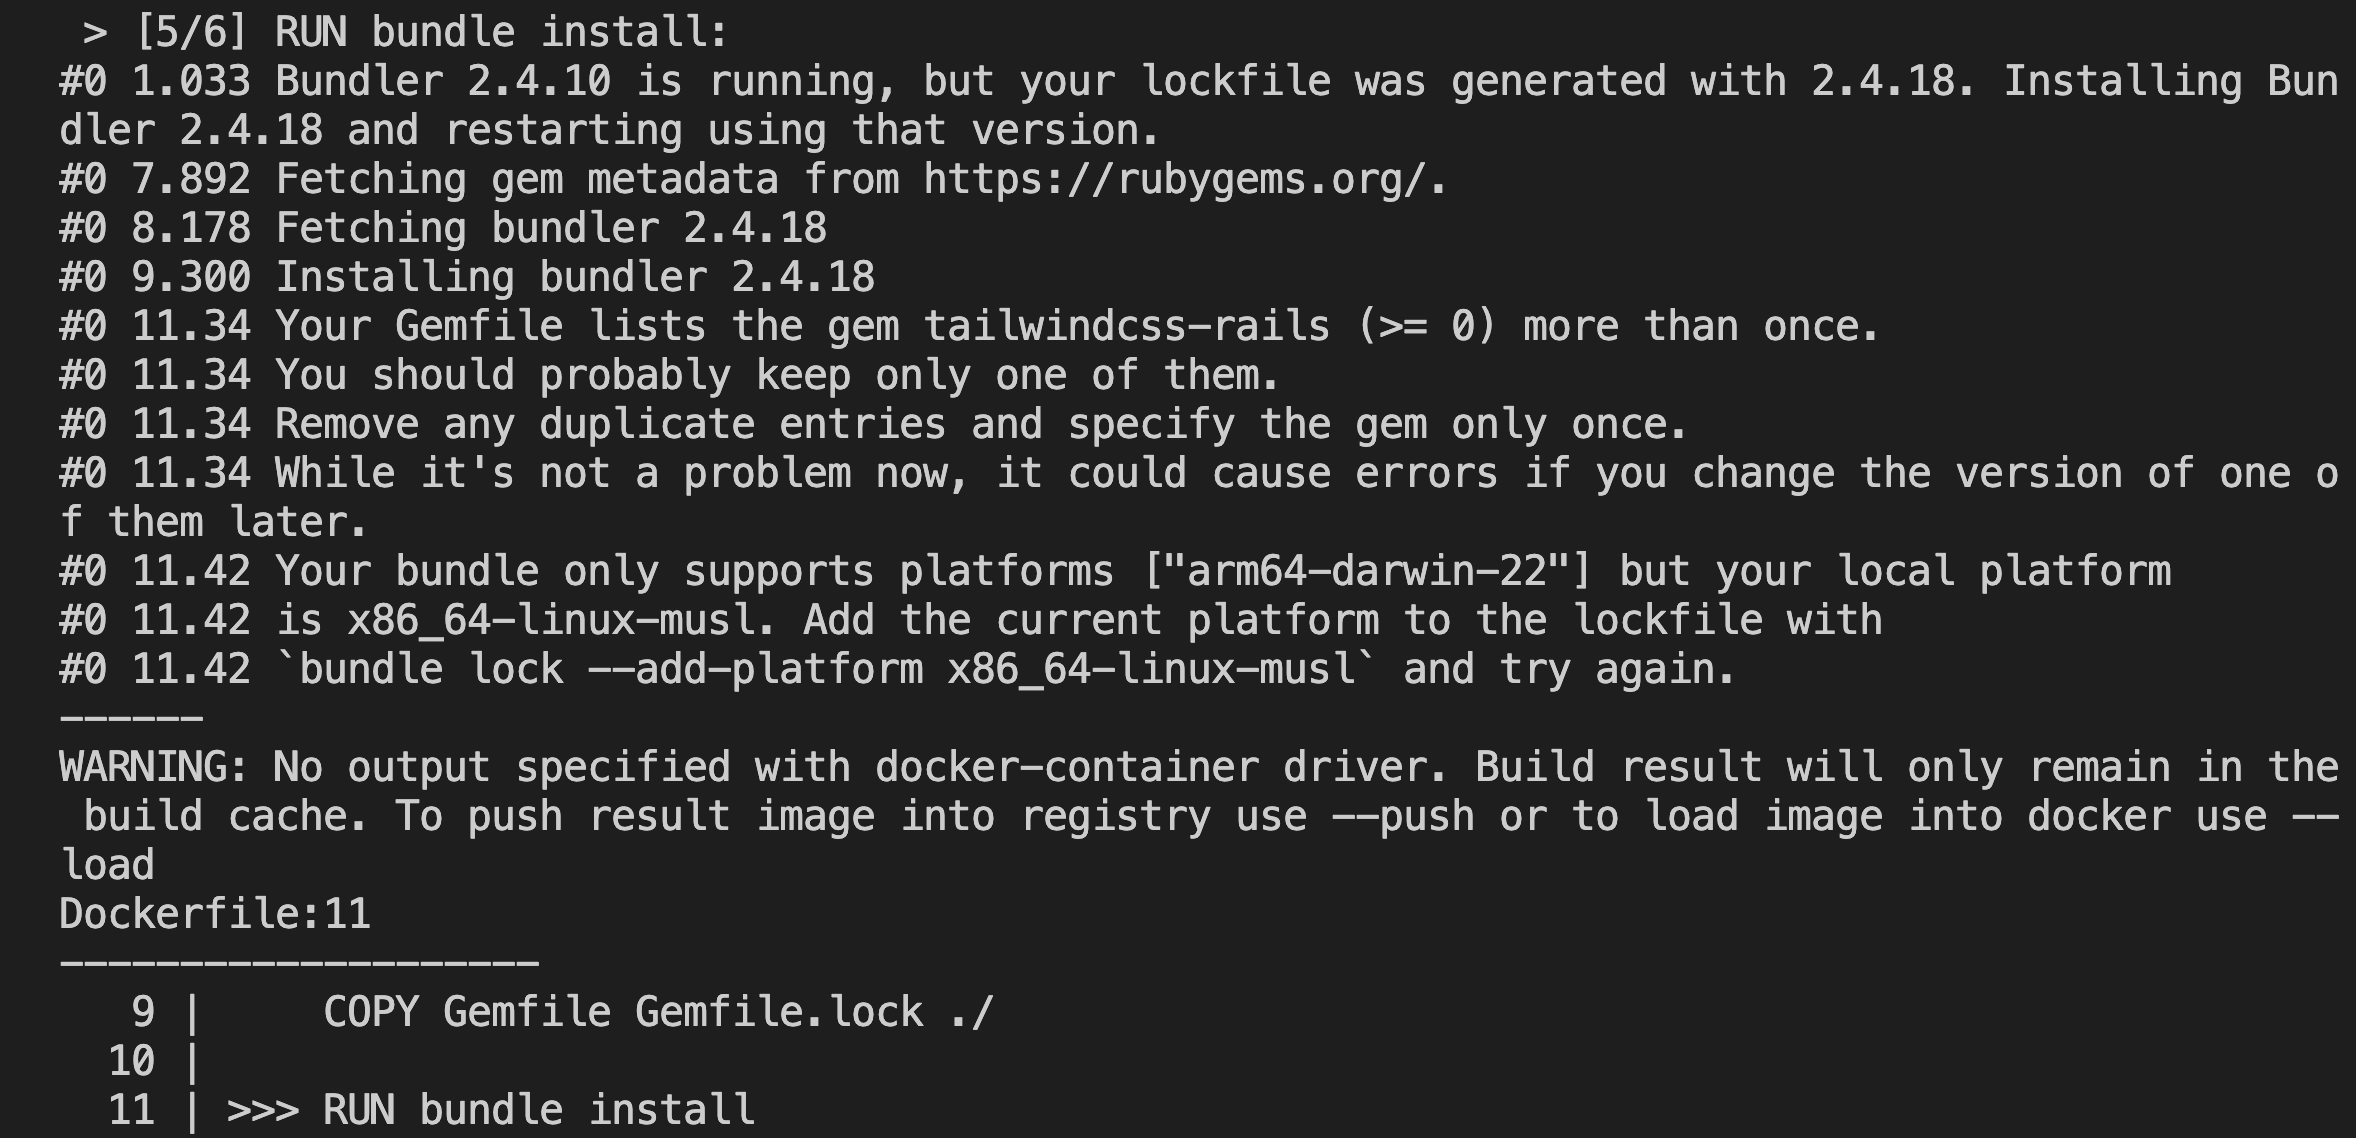 > [5/6] RUN bundle install:
#0 1.033 Bundler 2.4.10 is running, but your lockfile was generated with 2.4.18. Installing Bun
dler 2.4.18 and restarting using that version.
#0 7.892 Fetching gem metadata from https://rubygems.org/.
#0 8.178 Fetching bundler 2.4.18
#0 9.300 Installing bundler 2.4.18
#0 11.34 Your Gemfile lists the gem tailwindcss-rails (>= 0) more than once.
#0 11.34 You should probably keep only one of them.
#0 11.34 Remove any duplicate entries and specify the gem only once.
#0 11.34 While it's not a problem now, it could cause errors if you change the version of one o
f them later.
#0 11.42 Your bundle only supports platforms ["arm64-darwin-22"] but your local platform
#0 11.42 is x86_64-linux-musl. Add the current platform to the lockfile with
#0 11.42 `bundle lock --add-platform x86_64-linux-musl` and try again.
------
WARNING: No output specified with docker-container driver. Build result will only remain in the
 build cache. To push result image into registry use --push or to load image into docker use --
load
Dockerfile:11
--------------------
   9 |     COPY Gemfile Gemfile.lock ./
  10 |
  11 | >>> RUN bundle install